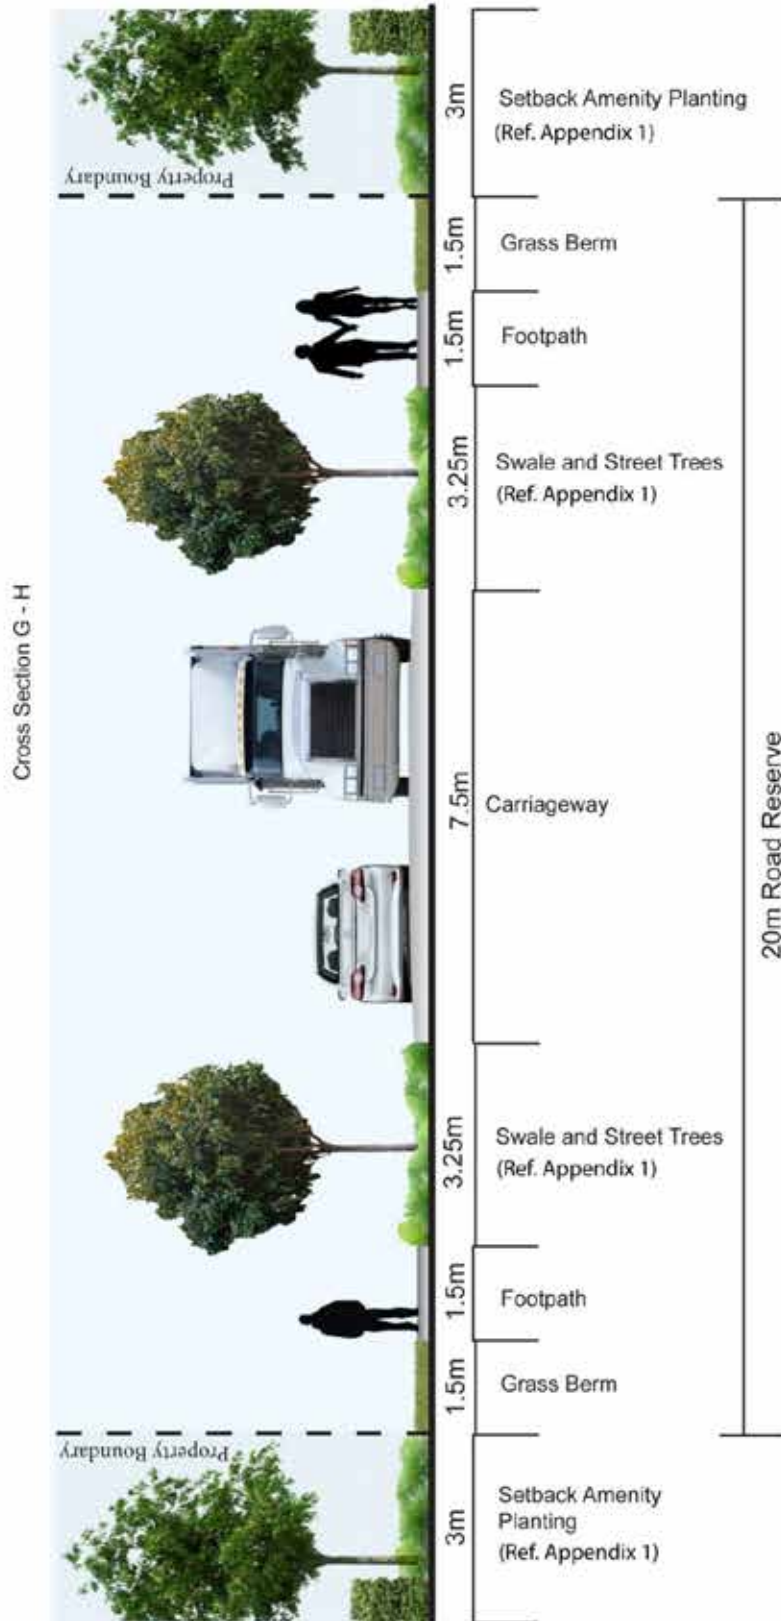 Cross Section G - H
Property Boundary
3m
Setback Amenity Planting
(Ref. Appendix 1)
1.5m
Grass Berm
1.5m
Footpath
3.25m
Swale and Street Trees
(Ref. Appendix 1)
7.5m
Carriageway
20m Road Reserve
3.25m
Swale and Street Trees
(Ref. Appendix 1)
1.5m
Footpath
1.5m
Grass Berm
Property Boundary
3m
Setback Amenity
Planting
(Ref. Appendix 1)